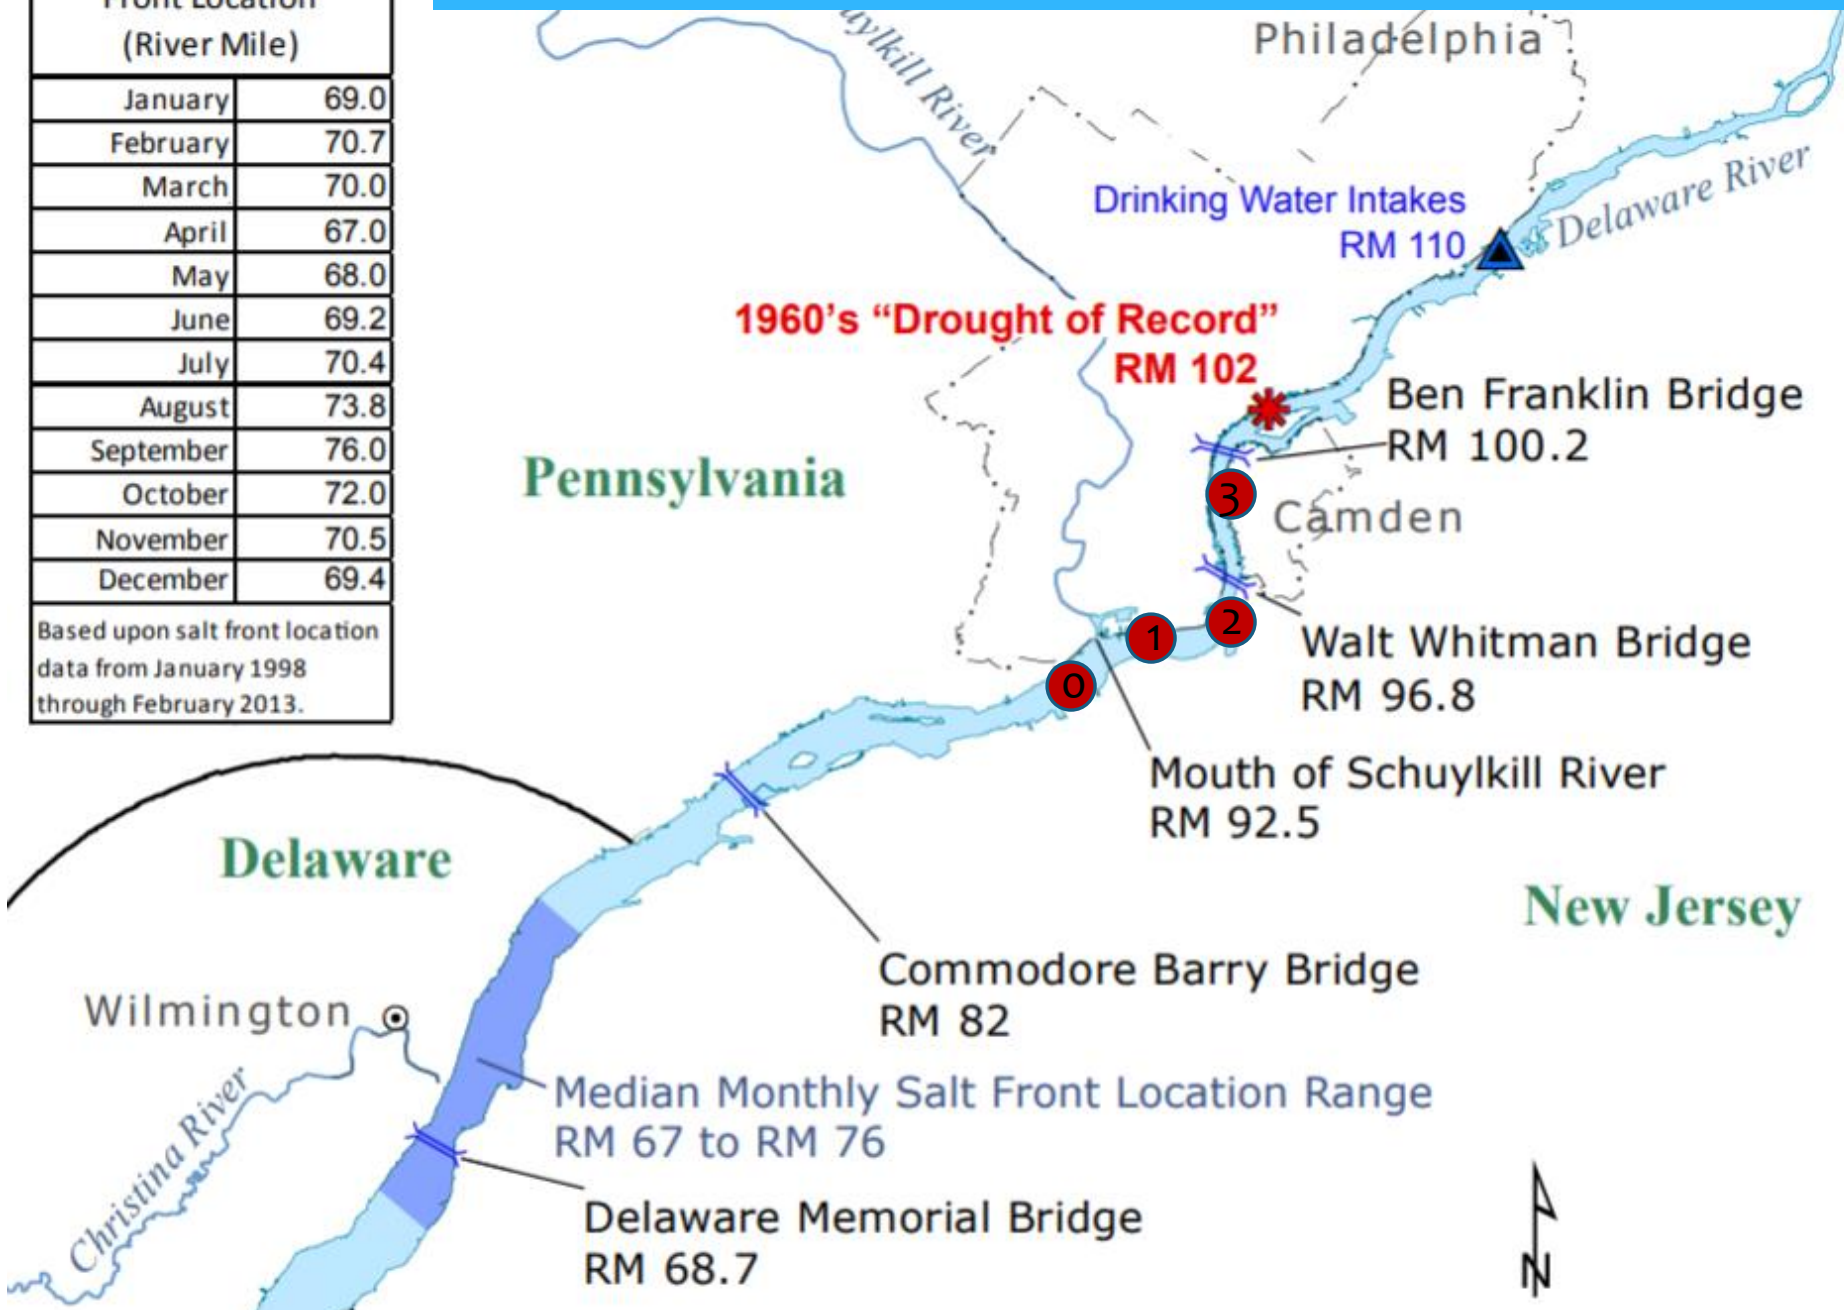 Front Location
(River Mile)
January 69.0
February 70.7
March 70.0
April 67.0
May 68.0
June 69.2
July 70.4
August 73.8
September 76.0
October 72.0
November 70.5
December 69.4
Based upon salt front location
data from January 1998
through February 2013.
uylkill River
Philadelphia
Drinking Water Intakes
RM 110
Delaware River
1960's “Drought of Record”
RM 102
Ben Franklin Bridge
RM 100.2
Pennsylvania
3
Camden
2
1
0
Walt Whitman Bridge
RM 96.8
Mouth of Schuylkill River
RM 92.5
Delaware
New Jersey
Commodore Barry Bridge
RM 82
Wilmington
Median Monthly Salt Front Location Range
RM 67 to RM 76
Christina River
Delaware Memorial Bridge
RM 68.7
N